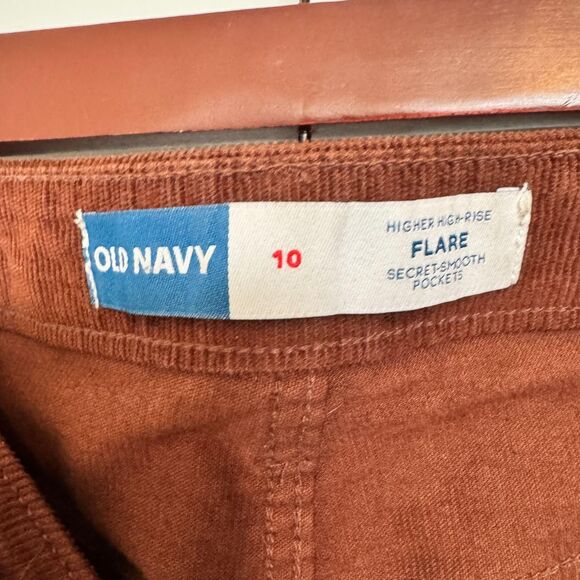 OLD NAVY
10
HIGHER HIGH-RISE
FLARE
SECRET-SMOOTH
POCKETS